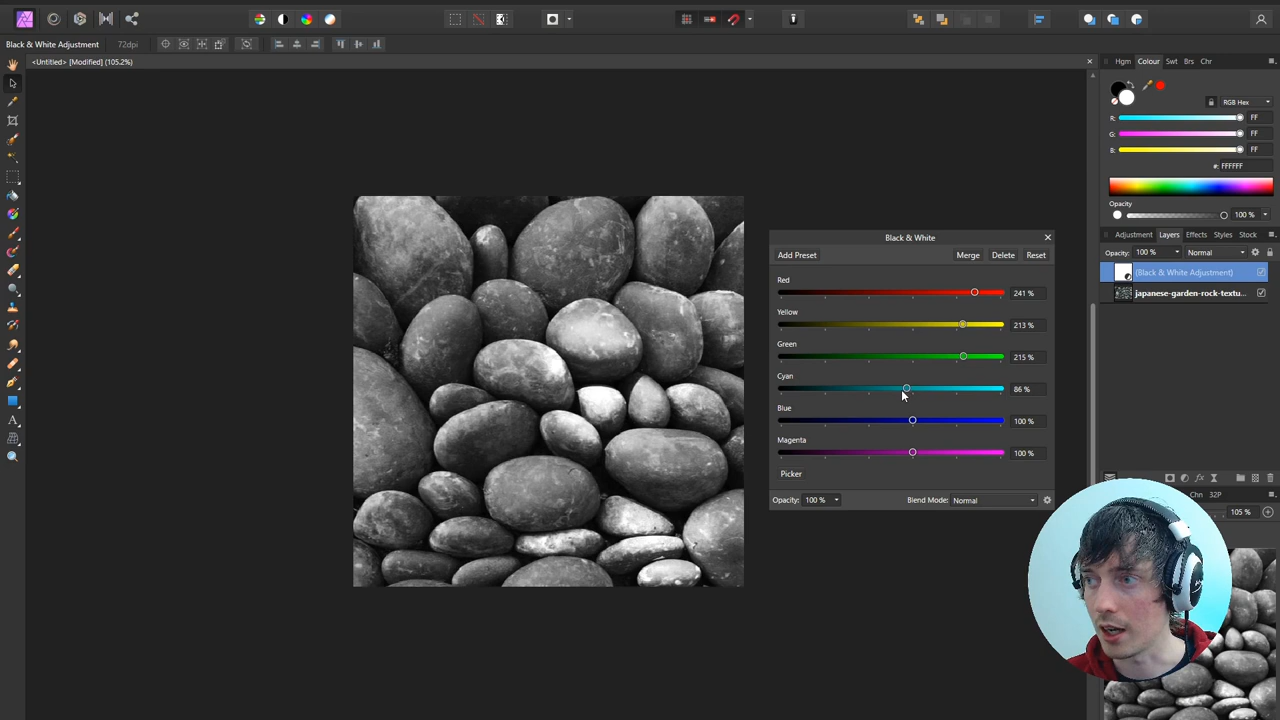 Black & White Adjustment 72dpi
<Untitled> [Modified] (105.2%)
Hgm Colour Swt Brs Chr
RGB Hex
R: FF
G: FF
B: FF
#: FFFFFF
Opacity
100 %
Adjustment Layers Effects Styles Stock
Opacity: 100 % Normal
(Black & White Adjustment)
japanese-garden-rock-textu...
Black & White
Add Preset Merge Delete Reset
Red
241 %
Yellow
213 %
Green
215 %
Cyan
86 %
Blue
100 %
Magenta
100 %
Picker
Opacity: 100 % Blend Mode: Normal
Chn 32P
105 %